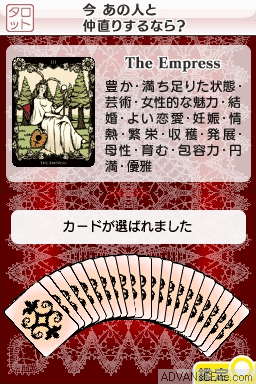 タロット
今 あの人と
仲直りするなら?
III
THE EMPRESS
The Empress
豊か・満ち足りた状態・
芸術・女性的な魅力・結
婚・よい恋愛・妊娠・情
熱・繁栄・収穫・発展・
母性・育む・包容力・円
満・優雅
カードが選ばれました
ADVANSCEne.com